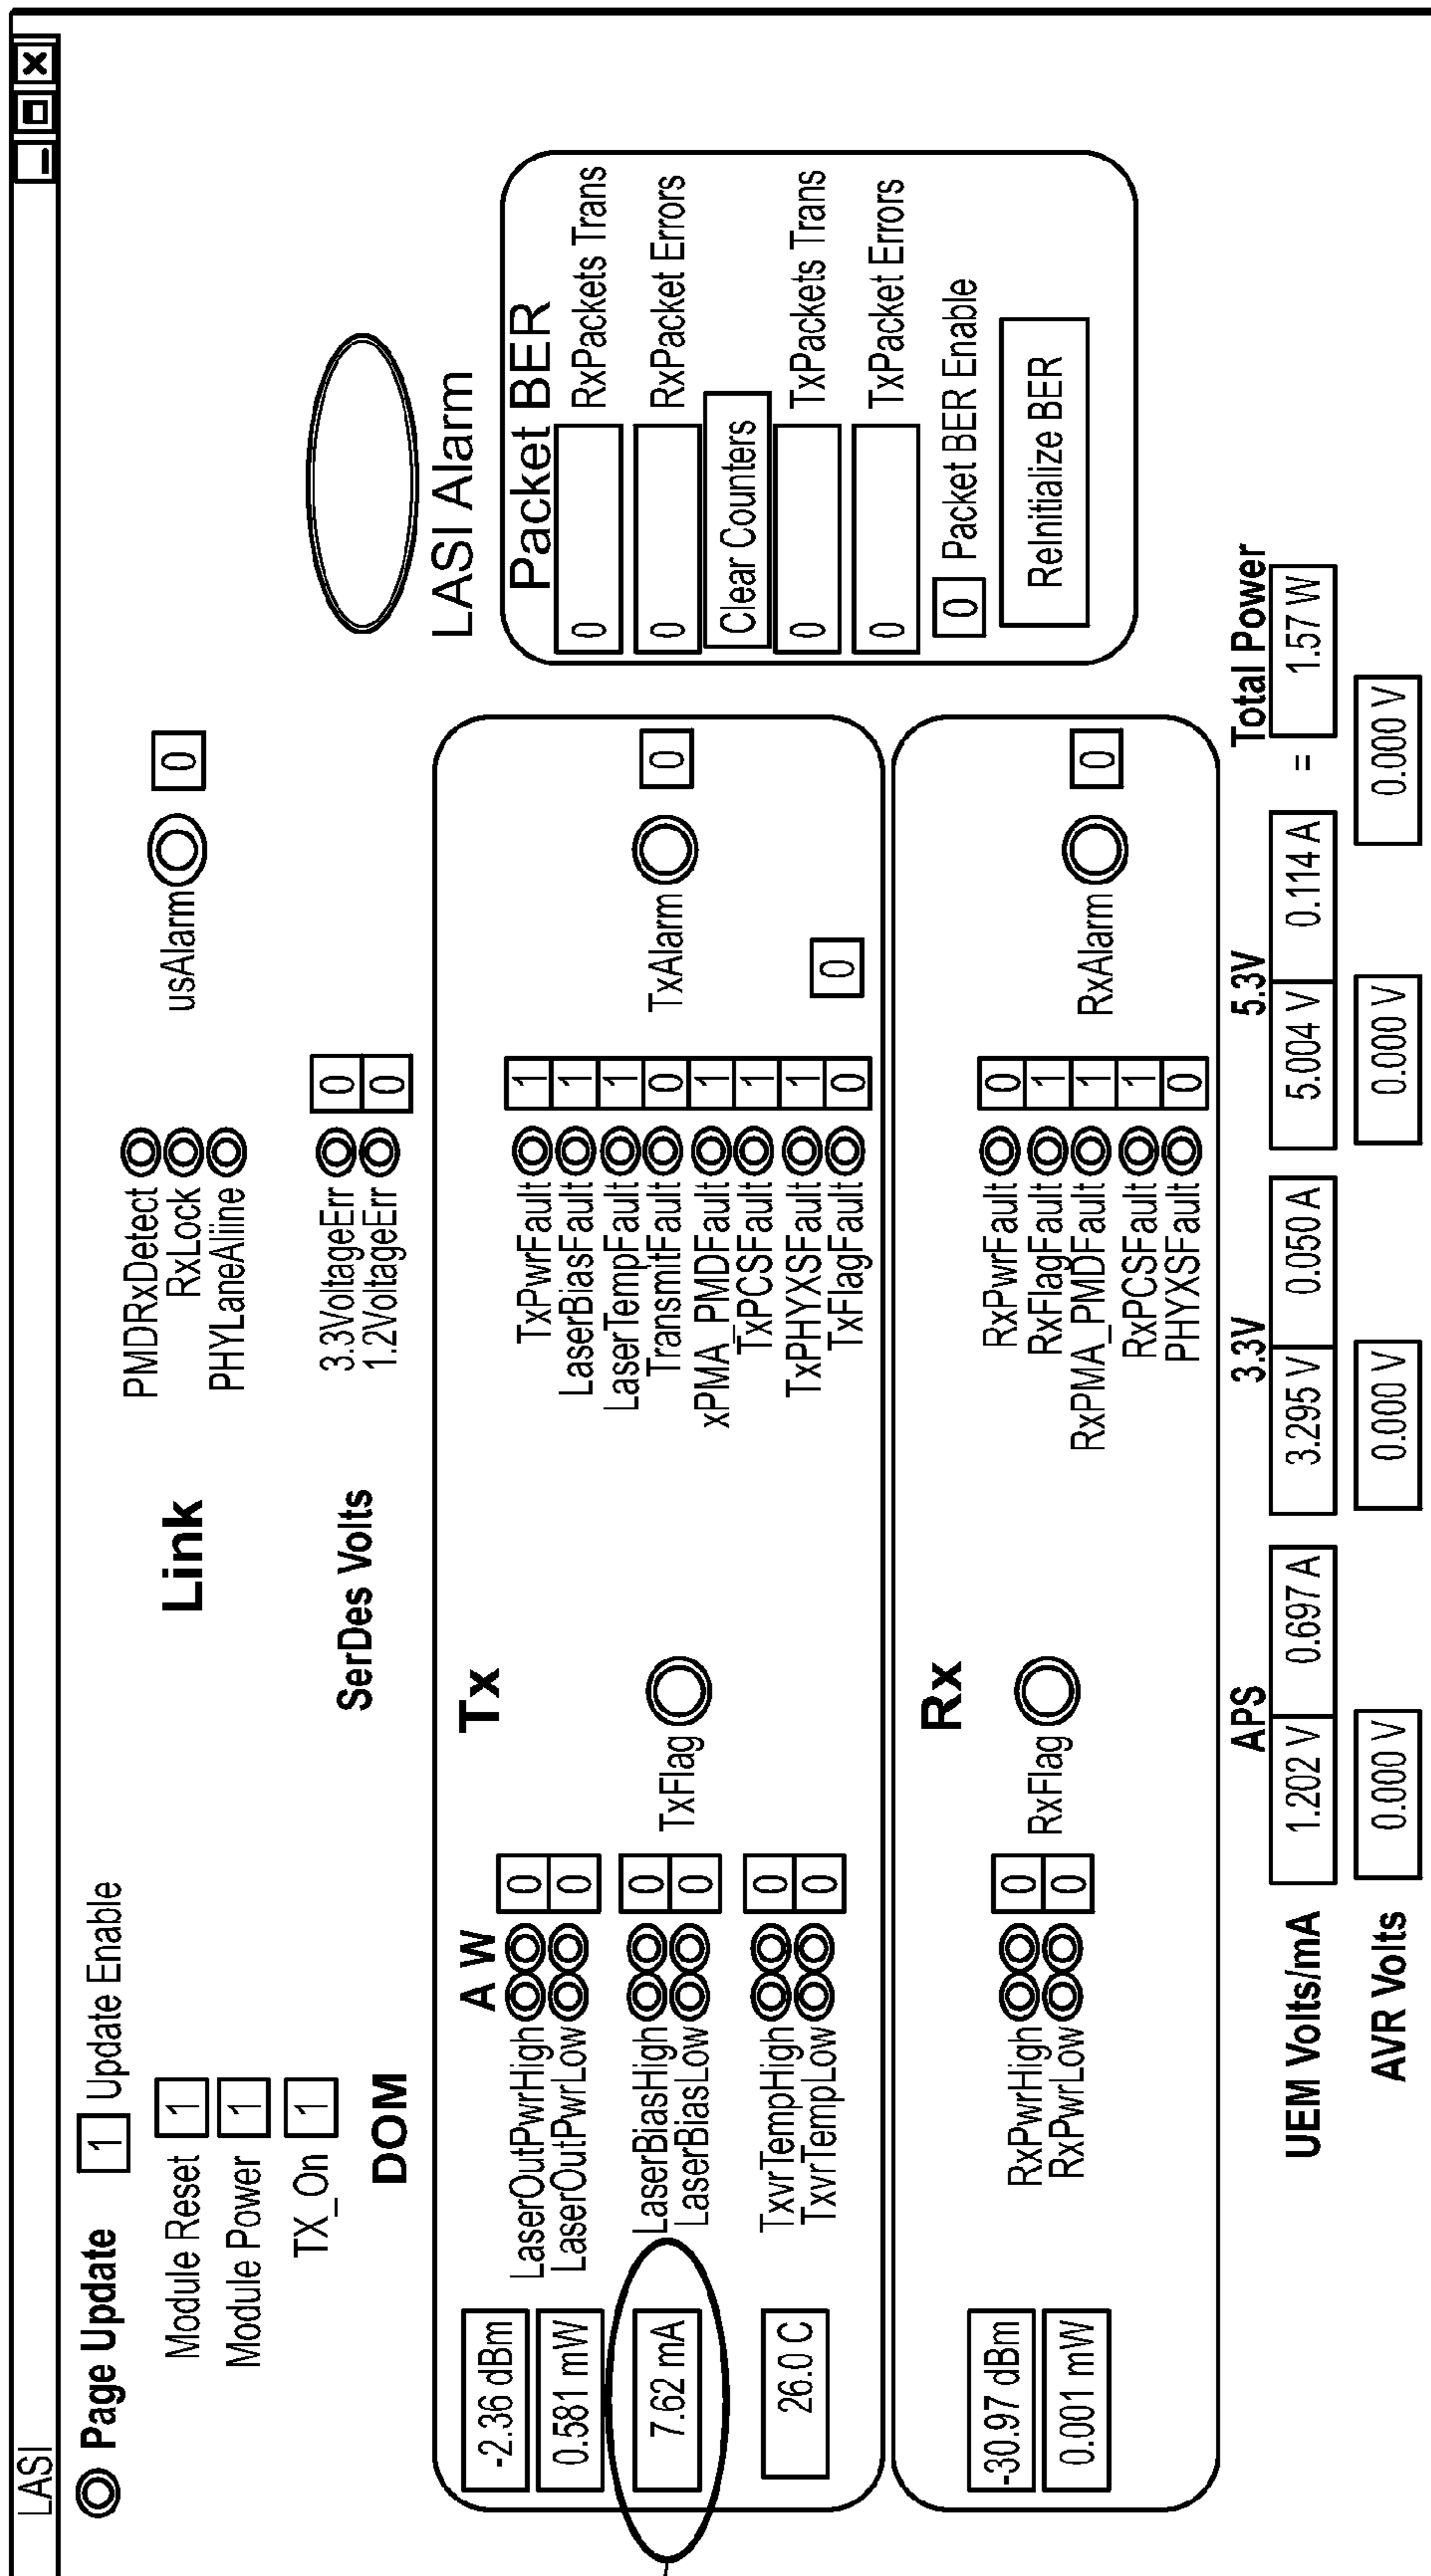 LASI
Page Update 1 Update Enable
Module Reset 1
Module Power 1
TX_On 1
Link
PMDRxDetect
RxLock
PHYLaneAliine
usAlarm 0
SerDes Volts
3.3VoltageErr 0
1.2VoltageErr 0
LASI Alarm
DOM
A W
Tx
-2.36 dBm
0.581 mW
LaserOutPwrHigh 0
LaserOutPwrLow 0
7.62 mA
LaserBiasHigh 0
LaserBiasLow 0
26.0 C
TxvrTempHigh 0
TxvrTempLow 0
TxFlag
TxPwrFault 1
LaserBiasFault 1
LaserTempFault 1
TransmitFault 0
xPMA_PMDFault 1
TxPCSFault 1
TxPHYXSFault 1
TxFlagFault 0
0
TxAlarm 0
Packet BER
0 RxPackets Trans
0 RxPacket Errors
Clear Counters
0 TxPackets Trans
0 TxPacket Errors
0 Packet BER Enable
ReInitialize BER
Rx
-30.97 dBm
0.001 mW
RxPwrHigh 0
RxPwrLow 0
RxFlag
RxPwrFault 0
RxFlagFault 1
RxPMA_PMDFault 1
RxPCSFault 1
PHYXSFault 0
RxAlarm 0
APS 3.3V 5.3V Total Power
UEM Volts/mA 1.202 V 0.697 A 3.295 V 0.050 A 5.004 V 0.114 A = 1.57 W
AVR Volts 0.000 V 0.000 V 0.000 V 0.000 V